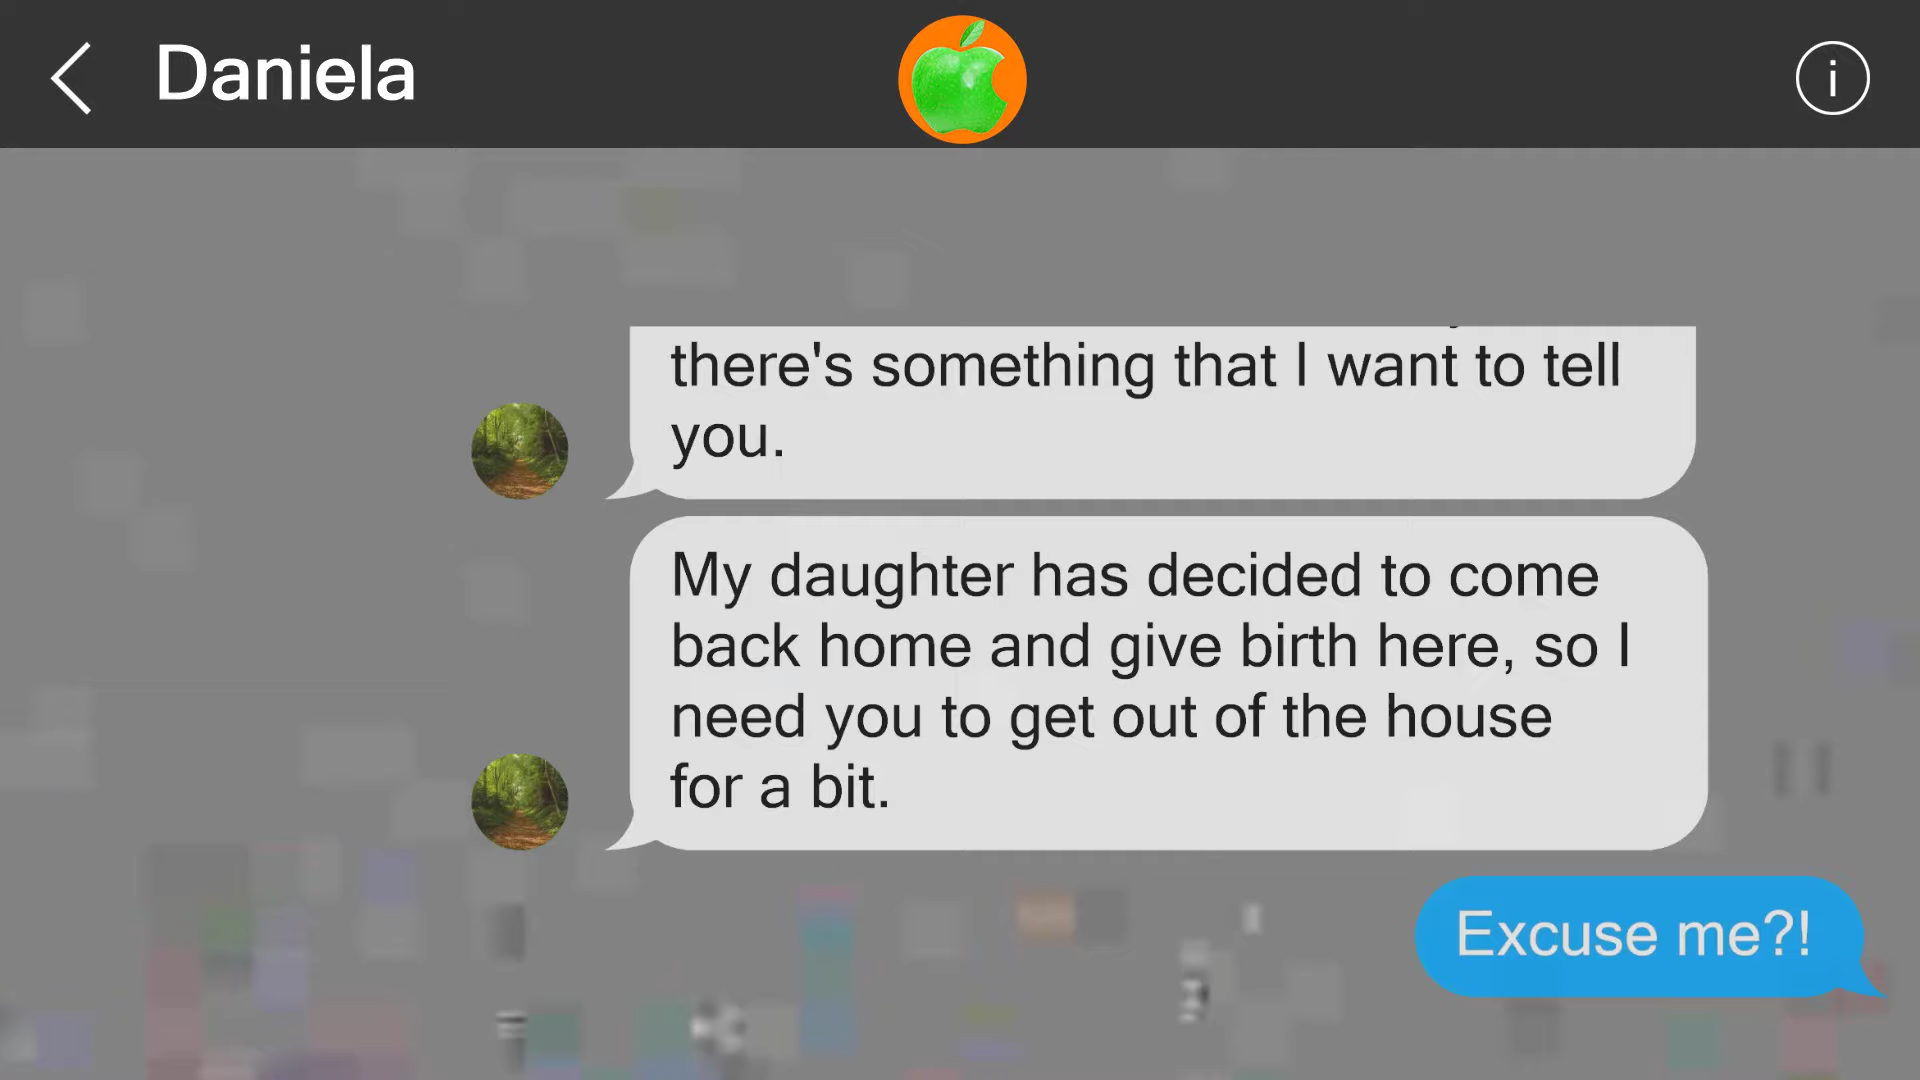 Daniela
i
there's something that I want to tell
you.
My daughter has decided to come
back home and give birth here, so I
need you to get out of the house
for a bit.
Excuse me?!